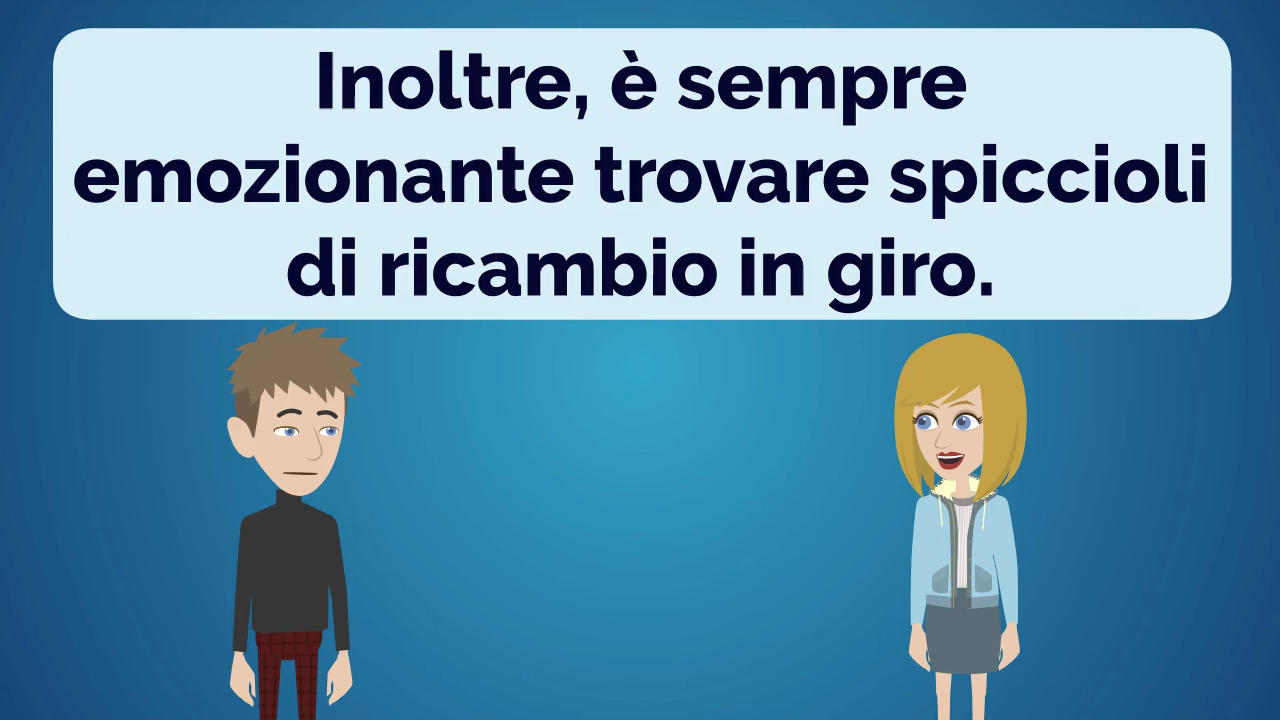 Inoltre, è sempre
emozionante trovare spiccioli
di ricambio in giro.